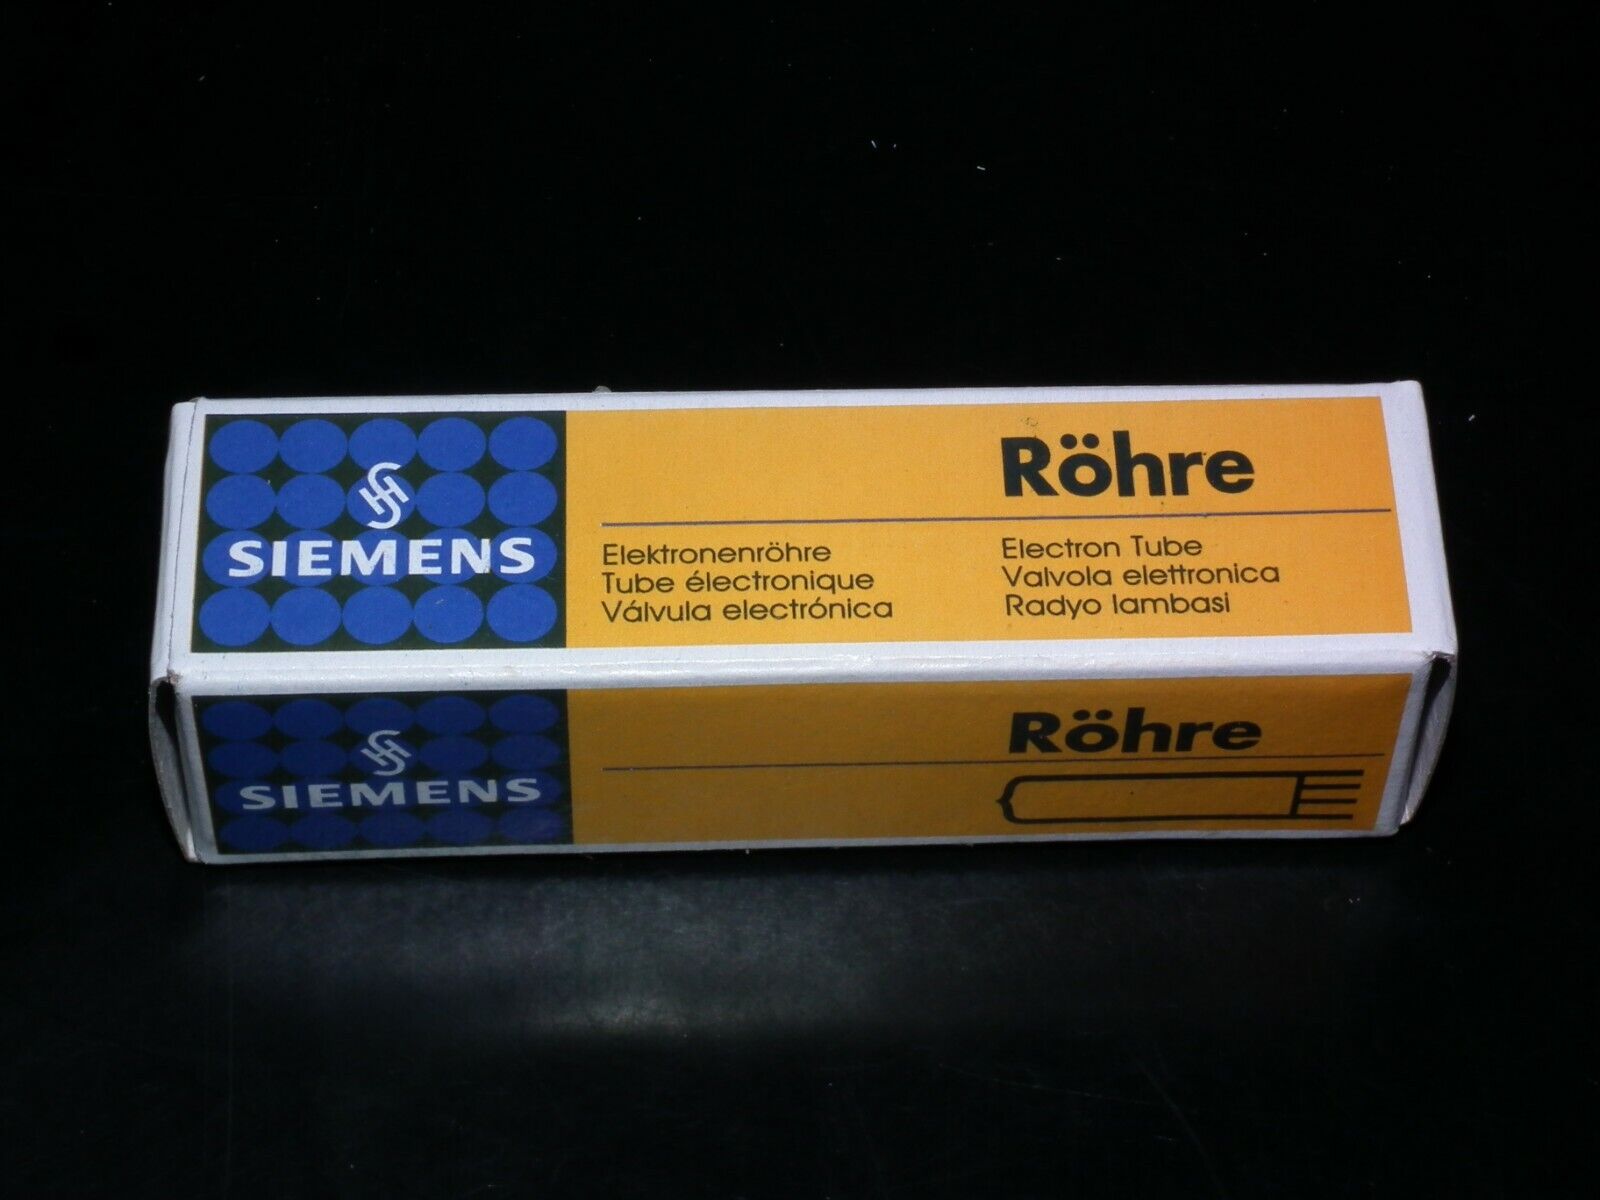 SIEMENS
Röhre
Elektronenröhre
Tube électronique
Válvula electrónica
Electron Tube
Valvola elettronica
Radyo lambasi
SIEMENS
Röhre